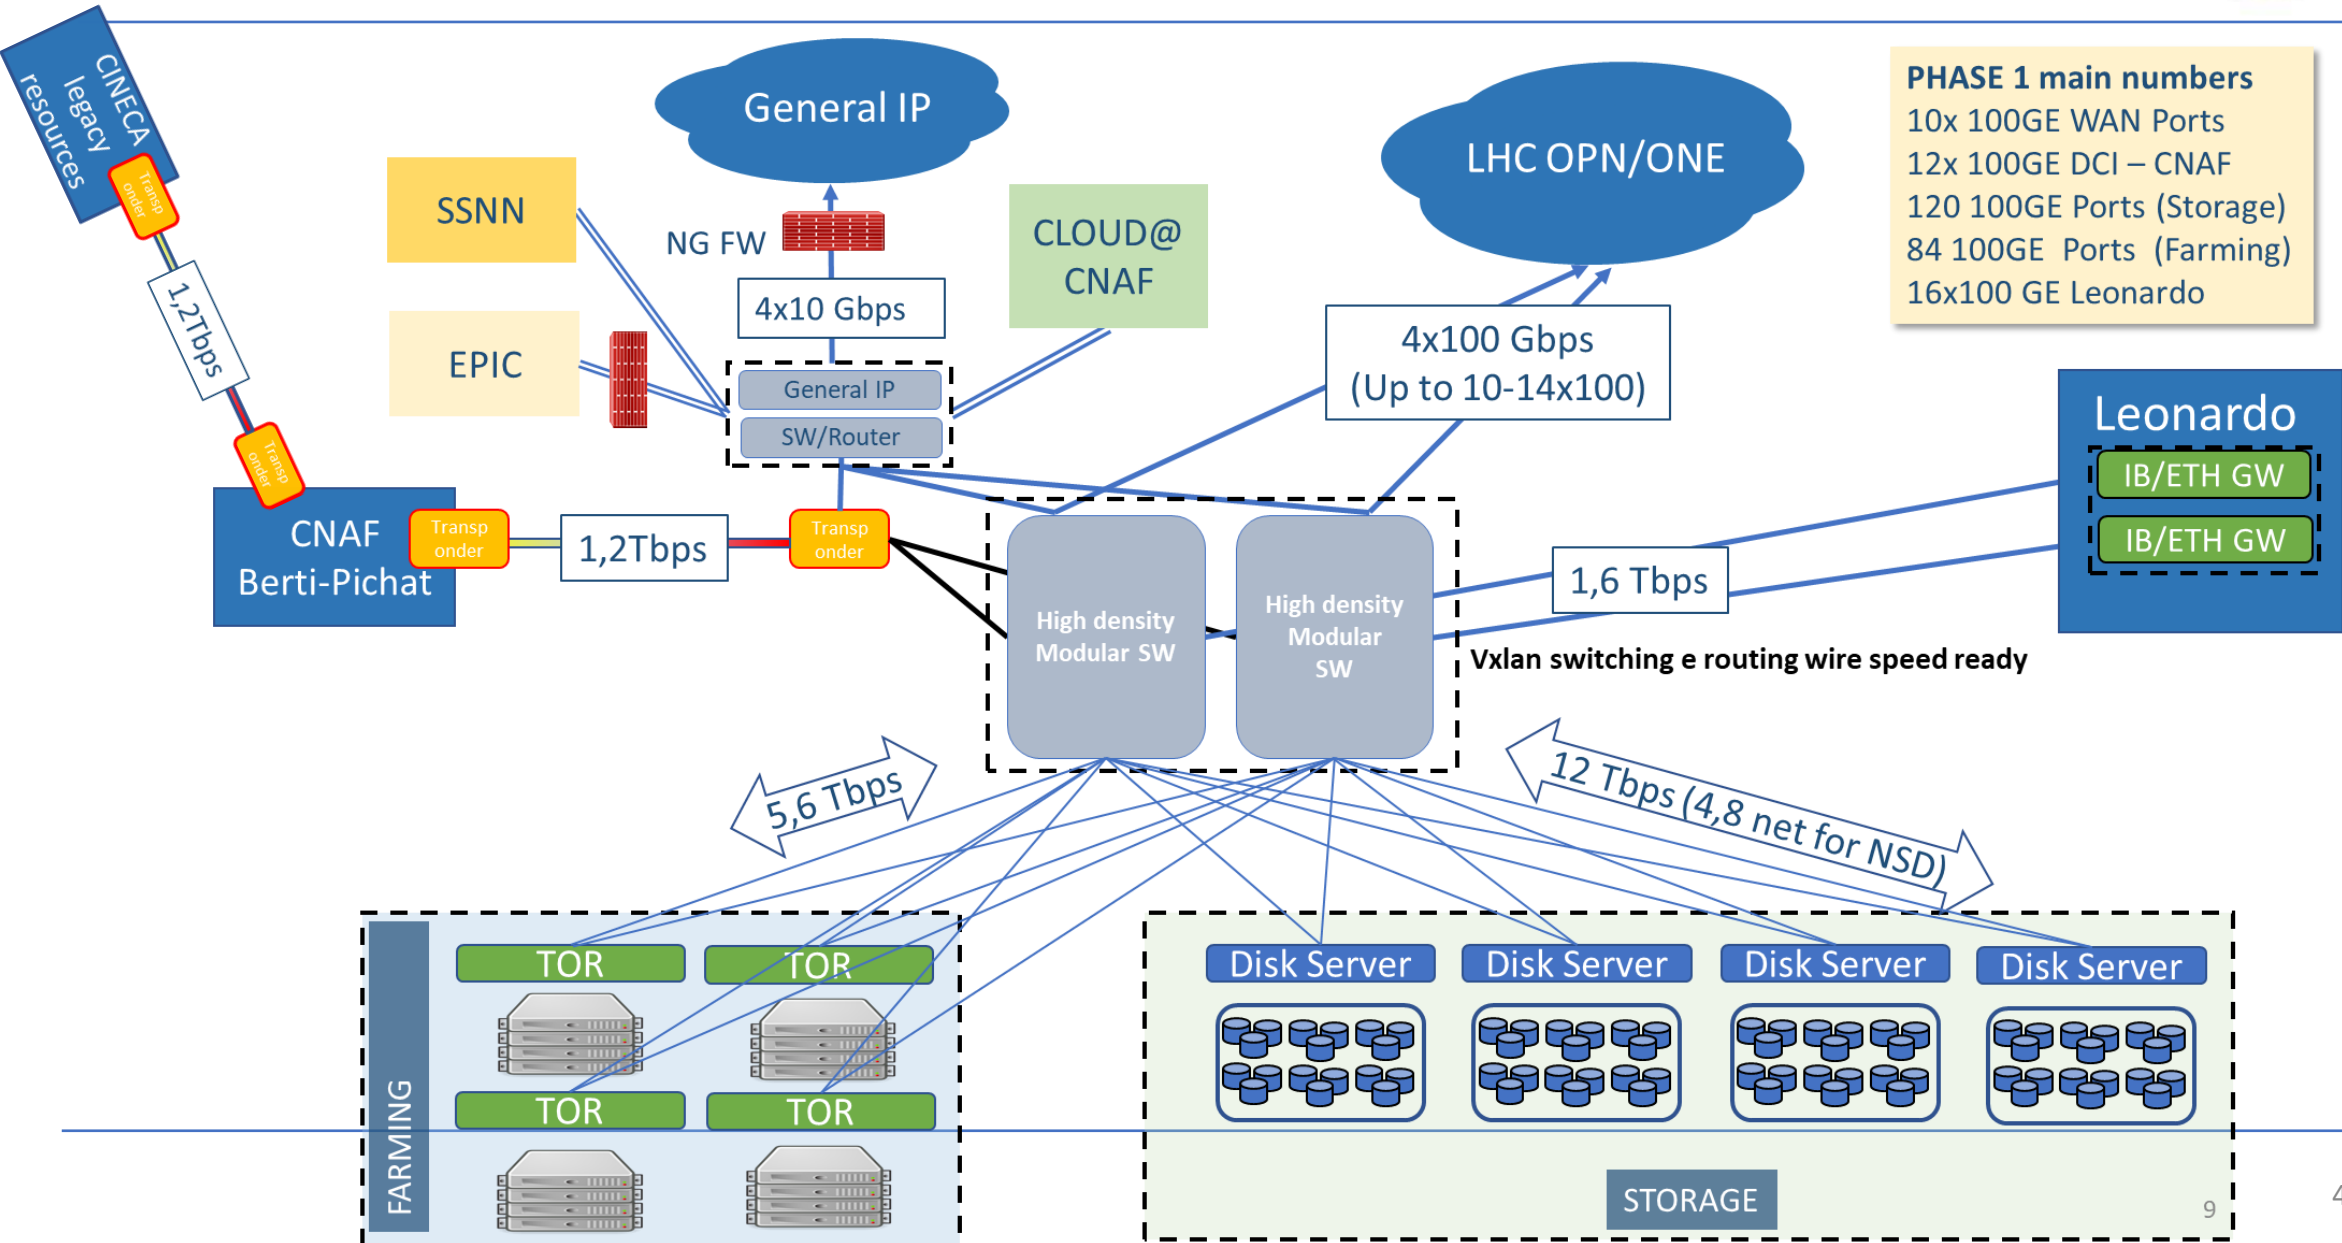 CINECA
legacy
resources
Transp
onder
1,2Tbps
Transp
onder
General IP
LHC OPN/ONE
PHASE 1 main numbers
10x 100GE WAN Ports
12x 100GE DCI – CNAF
120 100GE Ports (Storage)
84 100GE Ports (Farming)
16x100 GE Leonardo
SSNN
NG FW
CLOUD@
CNAF
4x10 Gbps
EPIC
General IP
SW/Router
4x100 Gbps
(Up to 10-14x100)
Leonardo
IB/ETH GW
IB/ETH GW
CNAF
Berti-Pichat
Transp
onder
1,2Tbps
Transp
onder
High density
Modular SW
High density
Modular
SW
1,6 Tbps
Vxlan switching e routing wire speed ready
5,6 Tbps
12 Tbps (4,8 net for NSD)
FARMING
TOR
TOR
TOR
TOR
Disk Server
Disk Server
Disk Server
Disk Server
STORAGE
9
4